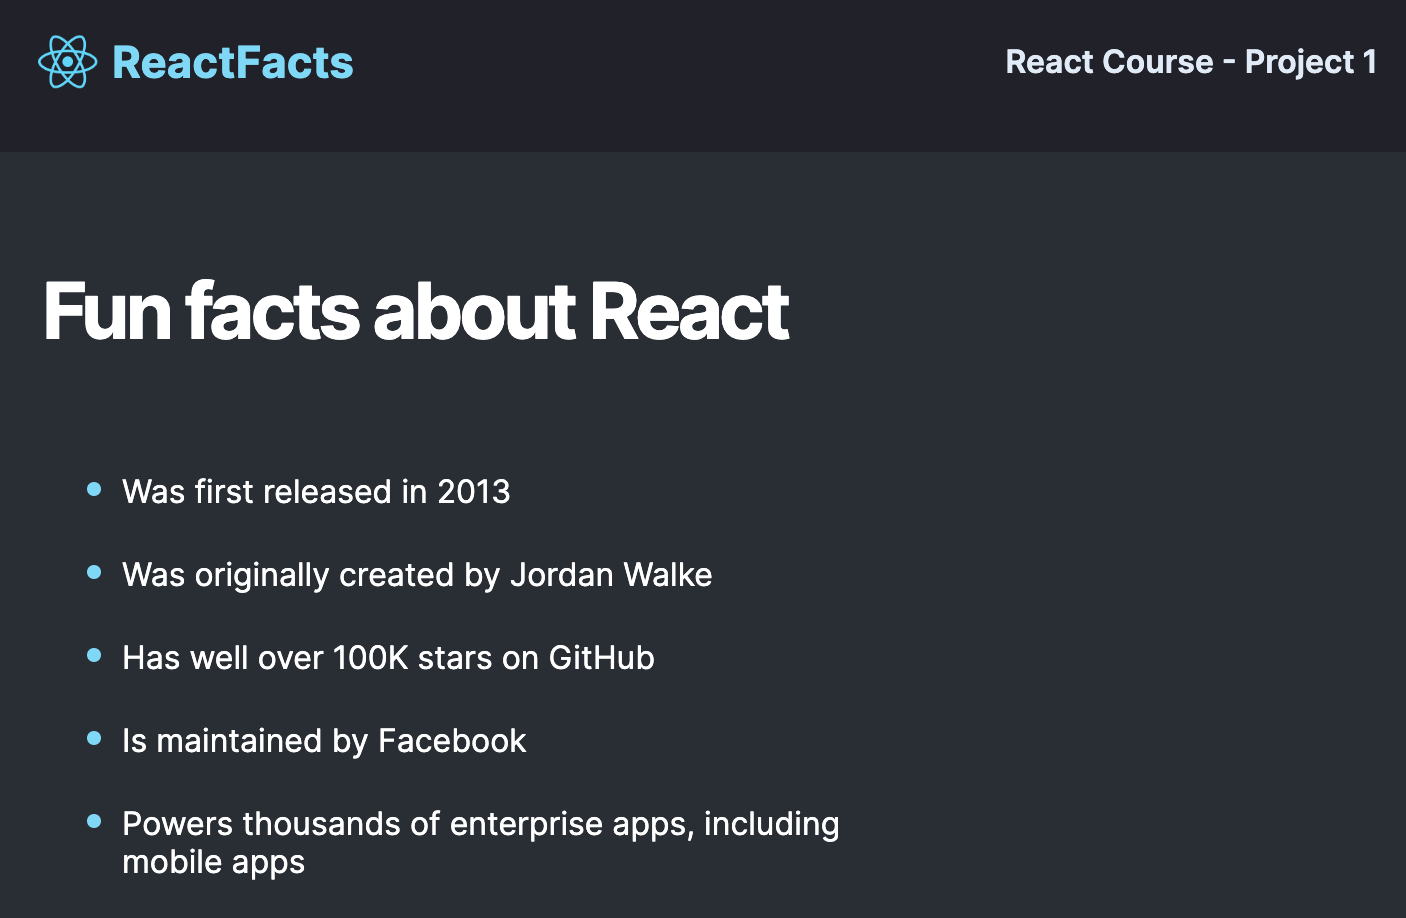 ReactFacts
React Course - Project 1
Fun facts about React
Was first released in 2013
Was originally created by Jordan Walke
Has well over 100K stars on GitHub
Is maintained by Facebook
Powers thousands of enterprise apps, including
mobile apps